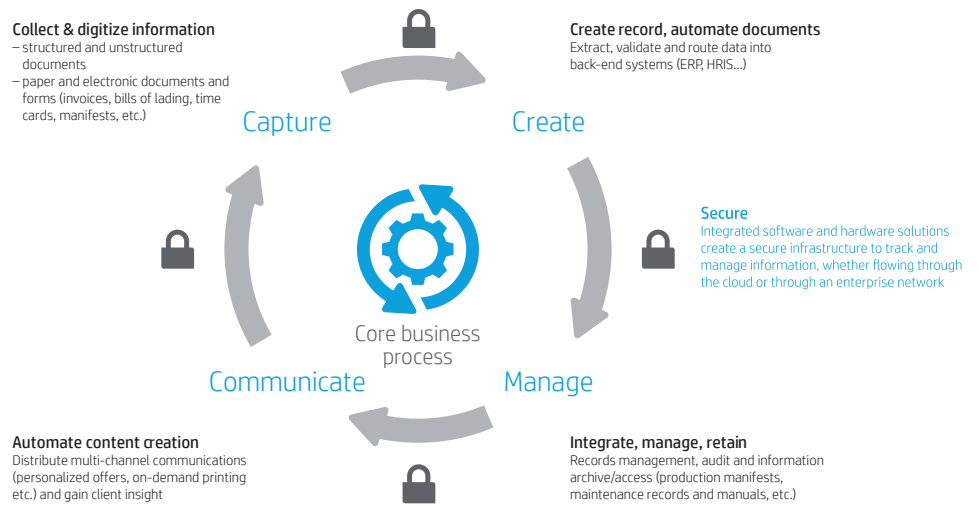 Collect & digitize information
– structured and unstructured
documents
– paper and electronic documents and
forms (invoices, bills of lading, time
cards, manifests, etc.)
Create record, automate documents
Extract, validate and route data into
back-end systems (ERP, HRIS...)
Capture
Create
Secure
Integrated software and hardware solutions
create a secure infrastructure to track and
manage information, whether flowing through
the cloud or through an enterprise network
Core business
process
Communicate
Manage
Automate content creation
Distribute multi-channel communications
(personalized offers, on-demand printing
etc.) and gain client insight
Integrate, manage, retain
Records management, audit and information
archive/access (production manifests,
maintenance records and manuals, etc.)